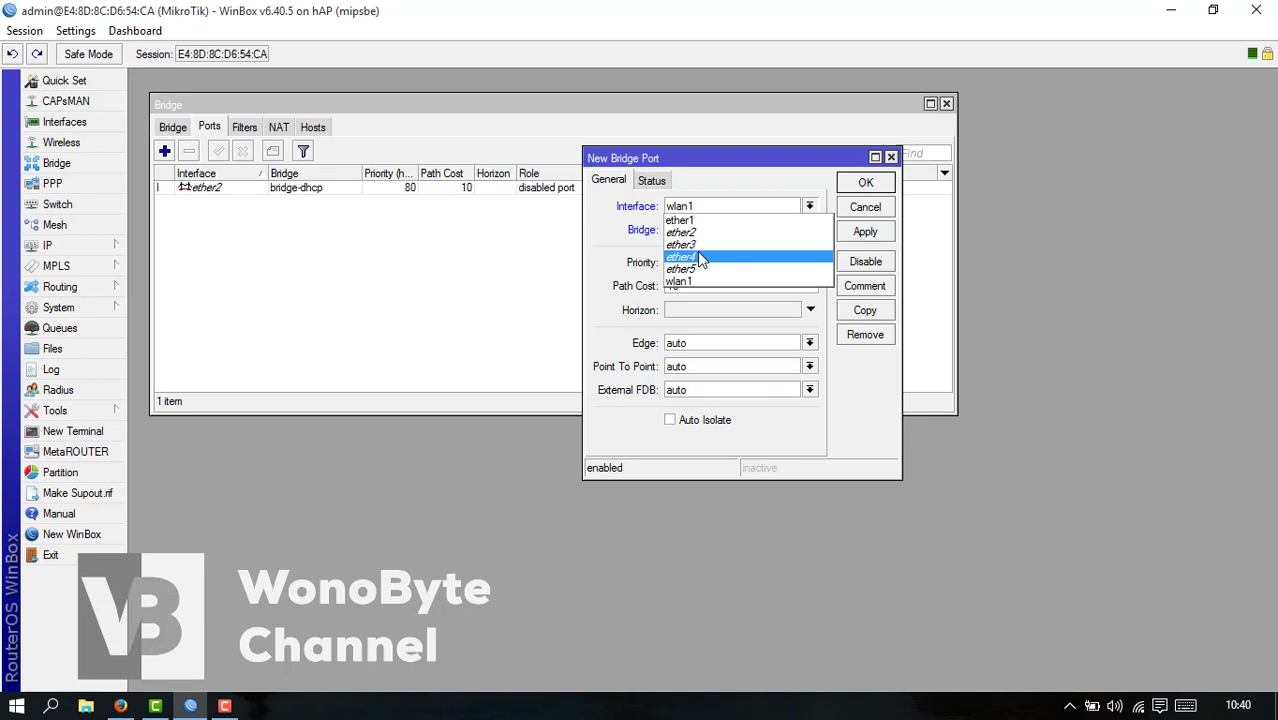 admin@E4:8D:8C:D6:54:CA (MikroTik) - WinBox v6.40.5 on hAP (mipsbe)
Session Settings Dashboard
Safe Mode Session: E4:8D:8C:D6:54:CA
Quick Set
CAPsMAN
Interfaces
Wireless
Bridge
PPP
Switch
Mesh
IP
MPLS
Routing
System
Queues
Files
Log
Radius
Tools
New Terminal
MetaROUTER
Partition
Make Supout.rif
Manual
New WinBox
Exit
RouterOS WinBox
Bridge
Bridge Ports Filters NAT Hosts
Find
Interface Bridge Priority (h... Path Cost Horizon Role
I ether2 bridge-dhcp 80 10 disabled port
1 item
New Bridge Port
General Status
Interface: wlan1
ether1
ether2
ether3
ether4
ether5
wlan1
Bridge:
Priority:
Path Cost:
Horizon:
Edge: auto
Point To Point: auto
External FDB: auto
Auto Isolate
enabled inactive
OK
Cancel
Apply
Disable
Comment
Copy
Remove
VB WonoByte
Channel
10:40